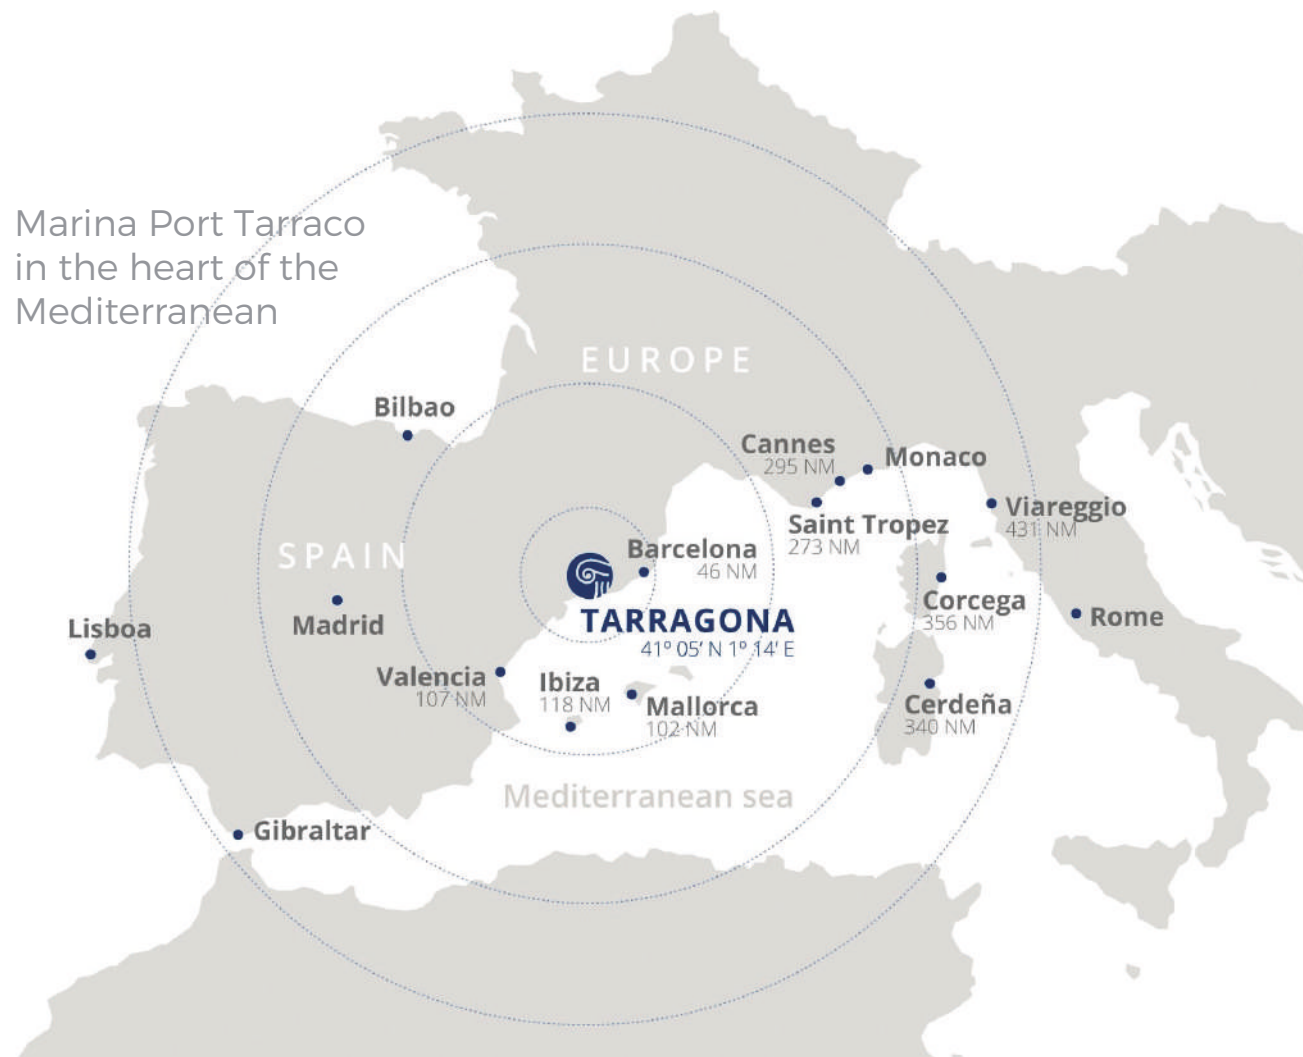 Marina Port Tarraco
in the heart of the
Mediterranean
EUROPE
Bilbao
Cannes
295 NM
Monaco
Saint Tropez
273 NM
Viareggio
431 NM
SPAIN
Barcelona
46 NM
Madrid
TARRAGONA
41º 05' N 1º 14' E
Corcega
356 NM
Rome
Lisboa
Valencia
107 NM
Ibiza
118 NM
Mallorca
102 NM
Cerdeña
340 NM
Mediterranean sea
Gibraltar